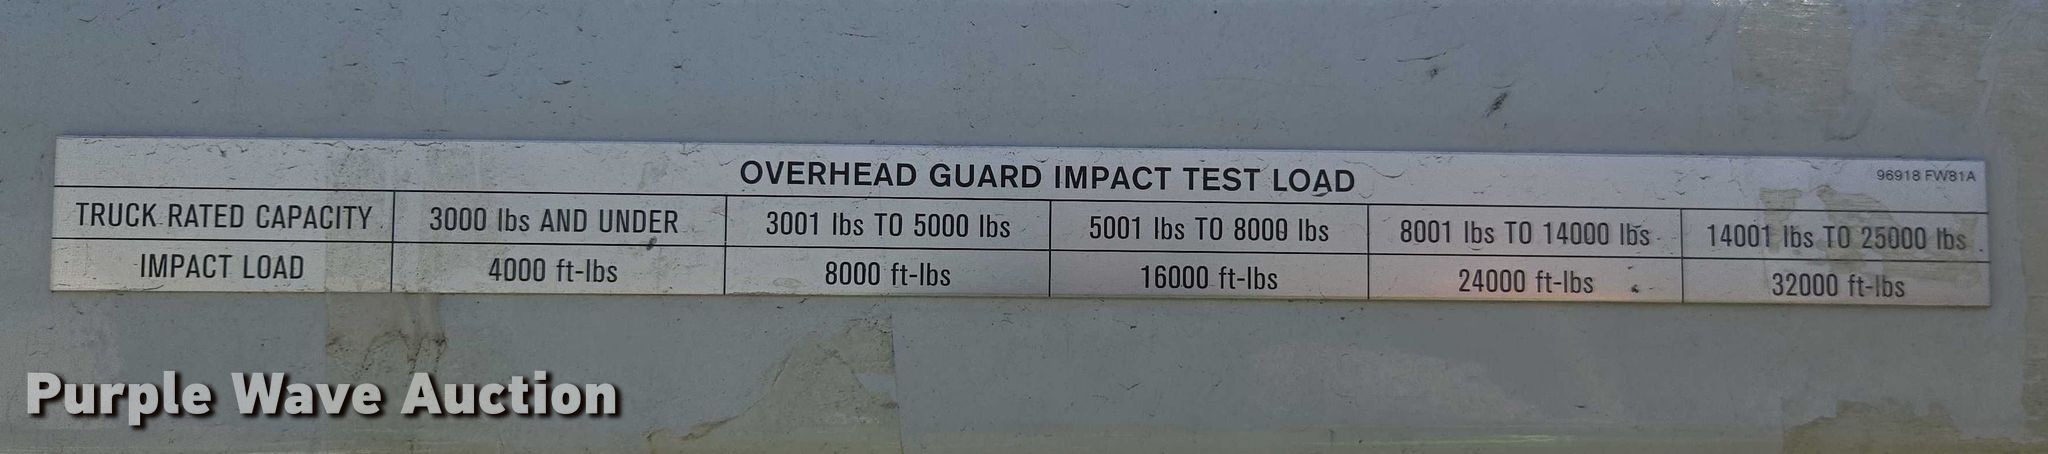 OVERHEAD GUARD IMPACT TEST LOAD 96918 FW81A
TRUCK RATED CAPACITY 3000 lbs AND UNDER 3001 lbs TO 5000 lbs 5001 lbs TO 8000 lbs 8001 lbs TO 14000 lbs 14001 lbs TO 25000 lbs
IMPACT LOAD 4000 ft-lbs 8000 ft-lbs 16000 ft-lbs 24000 ft-lbs 32000 ft-lbs
Purple Wave Auction